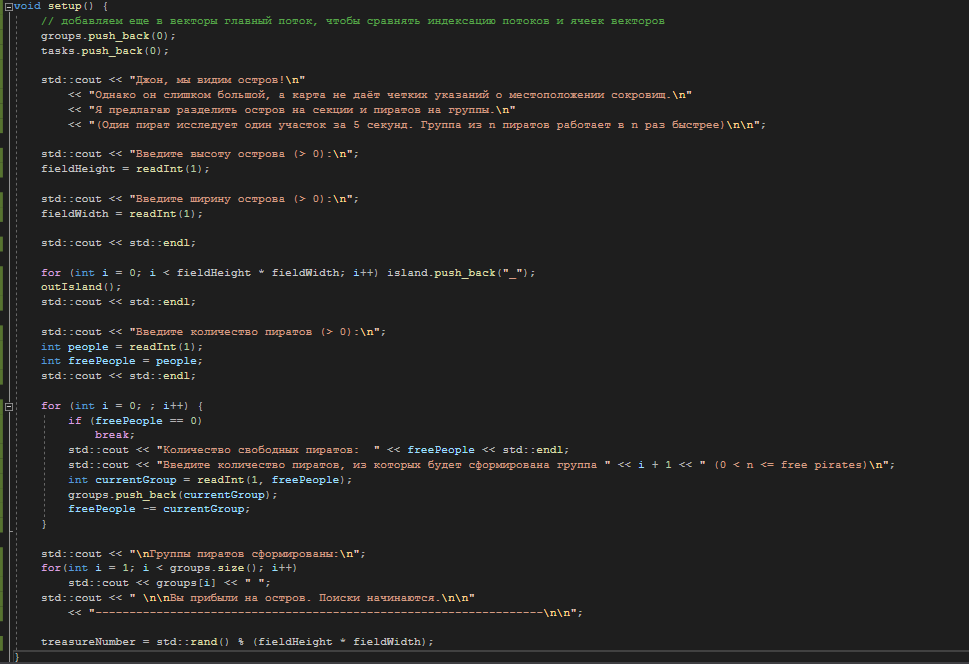 void setup() {
// добавляем еще в векторы главный поток, чтобы сравнять индексацию потоков и ячеек векторов
groups.push_back(0);
tasks.push_back(0);
std::cout << "Джон, мы видим остров!\n"
<< "Однако он слишком большой, а карта не даёт четких указаний о местоположении сокровищ.\n"
<< "Я предлагаю разделить остров на секции и пиратов на группы.\n"
<< "(Один пират исследует один участок за 5 секунд. Группа из n пиратов работает в n раз быстрее)\n\n";
std::cout << "Введите высоту острова (> 0):\n";
fieldHeight = readInt(1);
std::cout << "Введите ширину острова (> 0):\n";
fieldWidth = readInt(1);
std::cout << std::endl;
for (int i = 0; i < fieldHeight * fieldWidth; i++) island.push_back("_");
outIsland();
std::cout << std::endl;
std::cout << "Введите количество пиратов (> 0):\n";
int people = readInt(1);
int freePeople = people;
std::cout << std::endl;
for (int i = 0; ; i++) {
if (freePeople == 0)
break;
std::cout << "Количество свободных пиратов:  " << freePeople << std::endl;
std::cout << "Введите количество пиратов, из которых будет сформирована группа " << i + 1 << " (0 < n <= free pirates)\n";
int currentGroup = readInt(1, freePeople);
groups.push_back(currentGroup);
freePeople -= currentGroup;
}
std::cout << "\nГруппы пиратов сформированы:\n";
for(int i = 1; i < groups.size(); i++)
std::cout << groups[i] << " ";
std::cout << " \n\nВы прибыли на остров. Поиски начинаются.\n\n"
<< "------------------------------------------------------------------\n\n";
treasureNumber = std::rand() % (fieldHeight * fieldWidth);
}